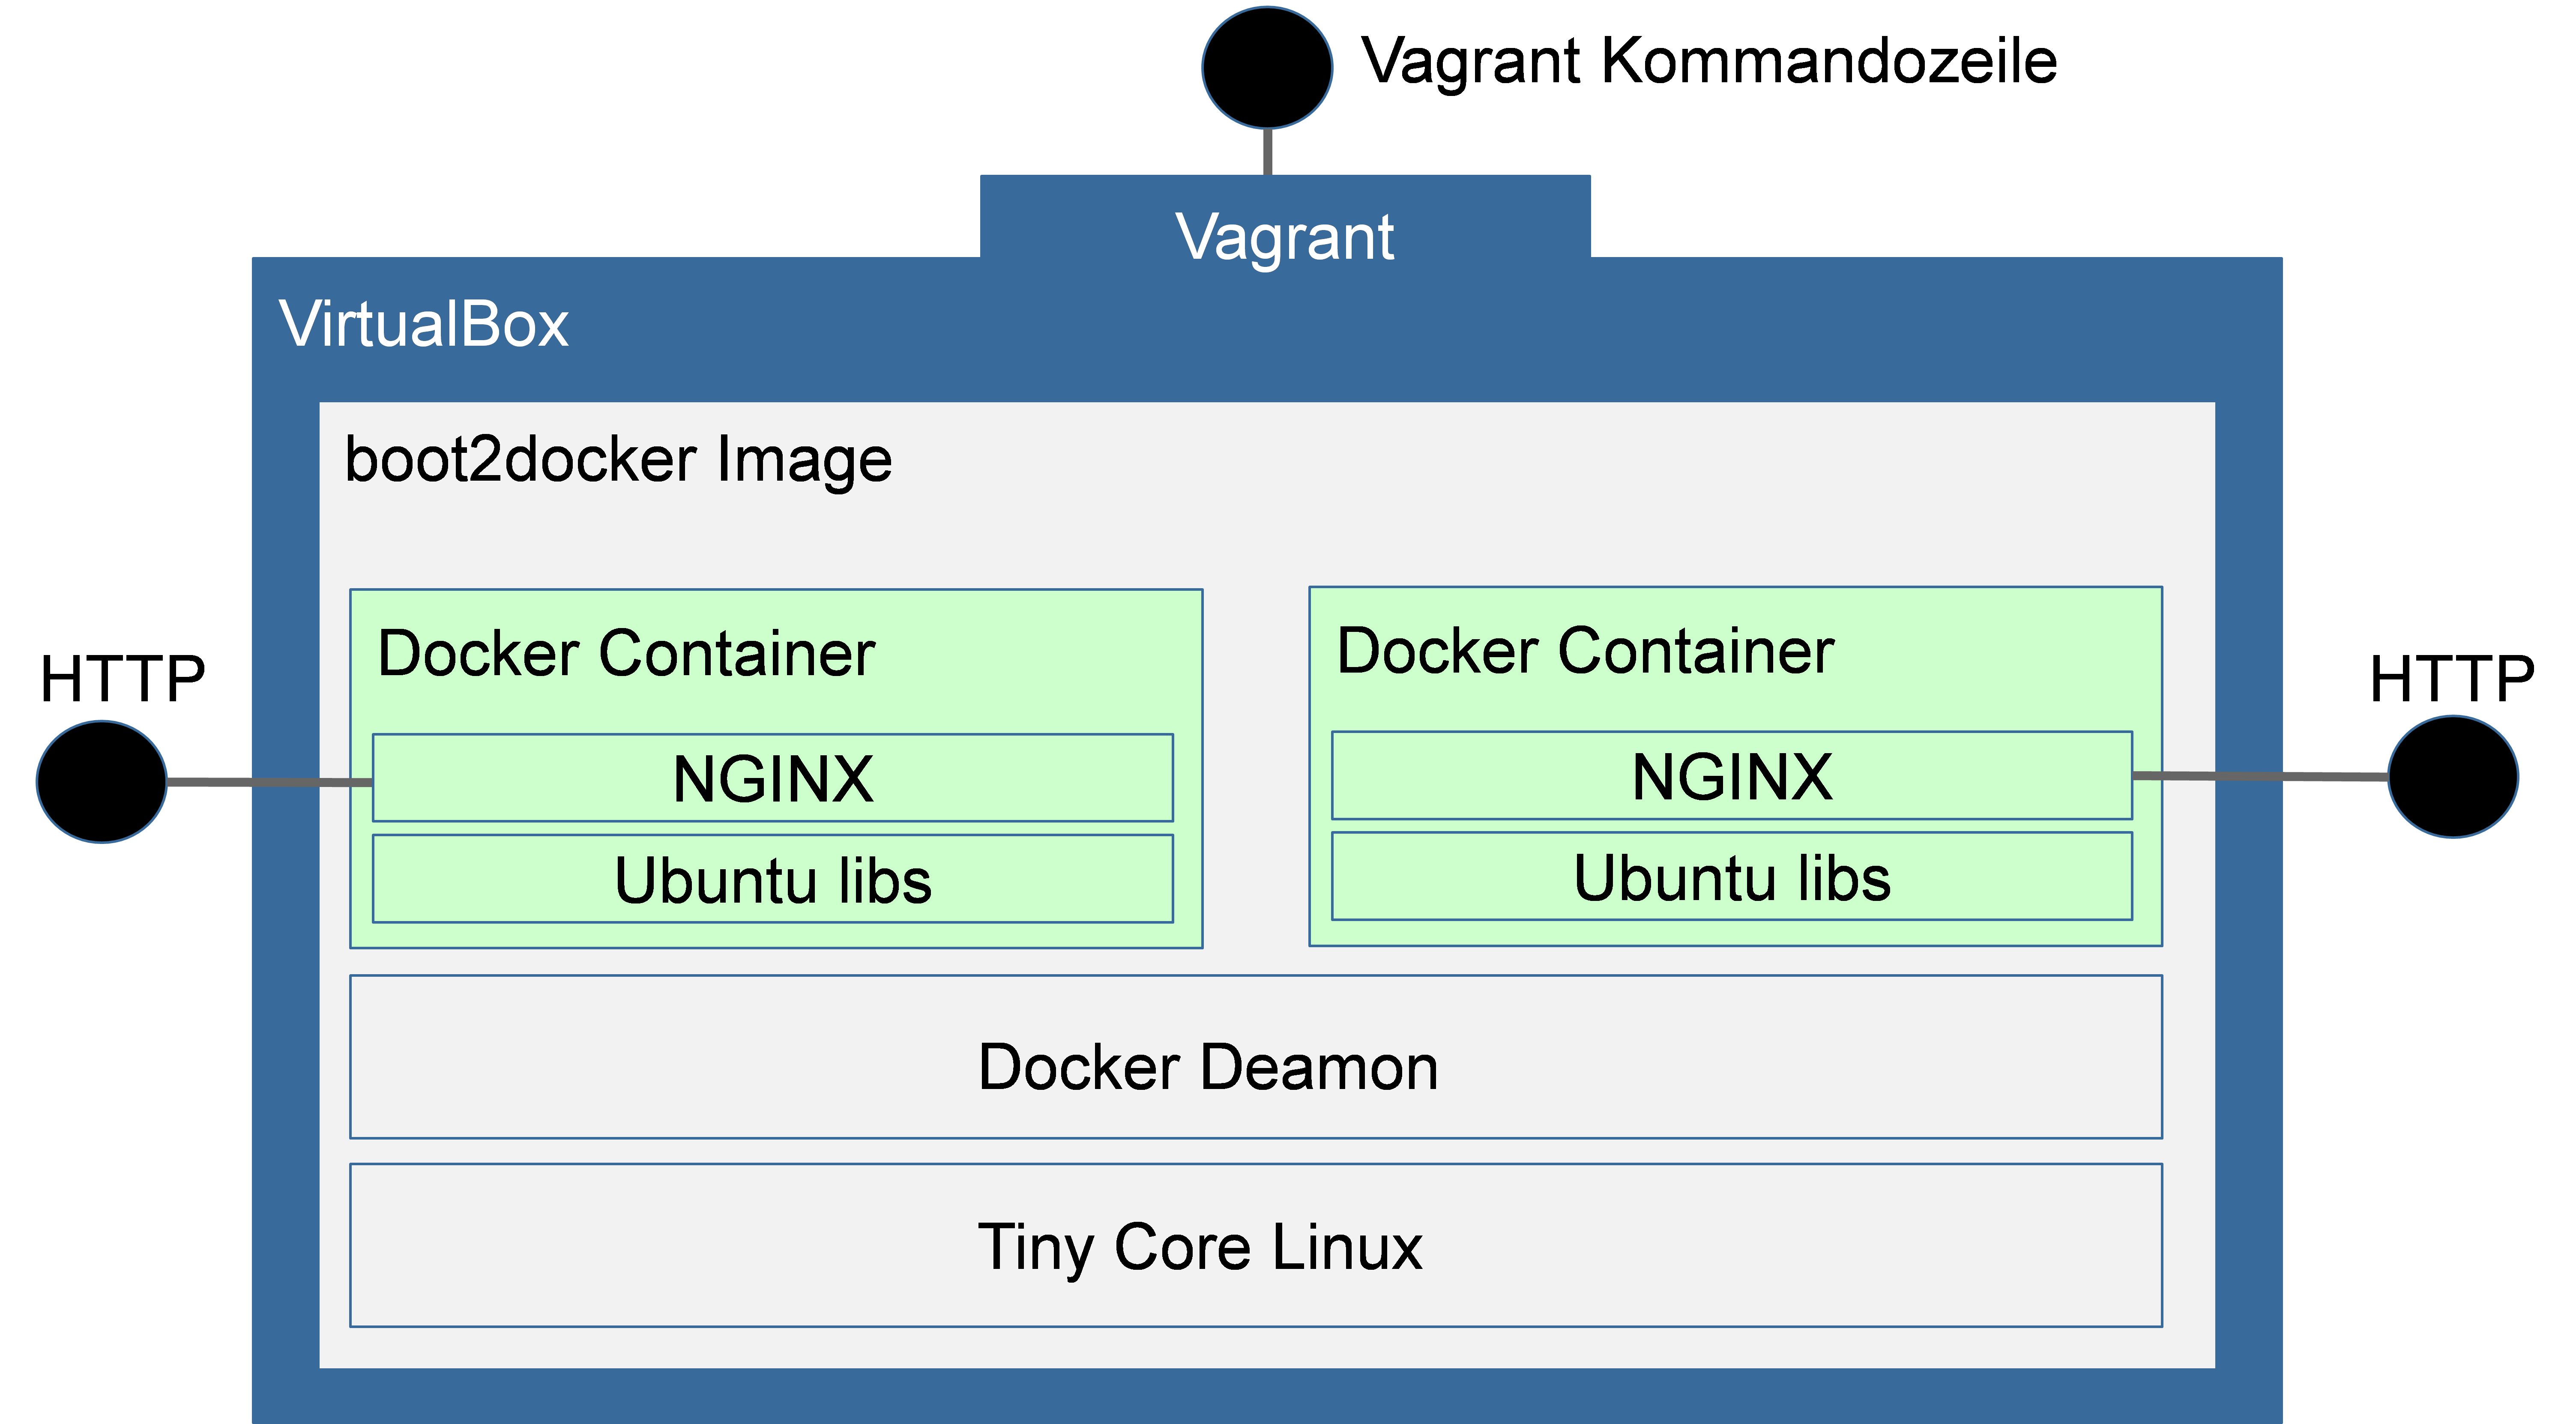 Vagrant Kommandozeile
Vagrant
VirtualBox
boot2docker Image
Docker Container
Docker Container
HTTP
HTTP
NGINX
NGINX
Ubuntu libs
Ubuntu libs
Docker Deamon
Tiny Core Linux